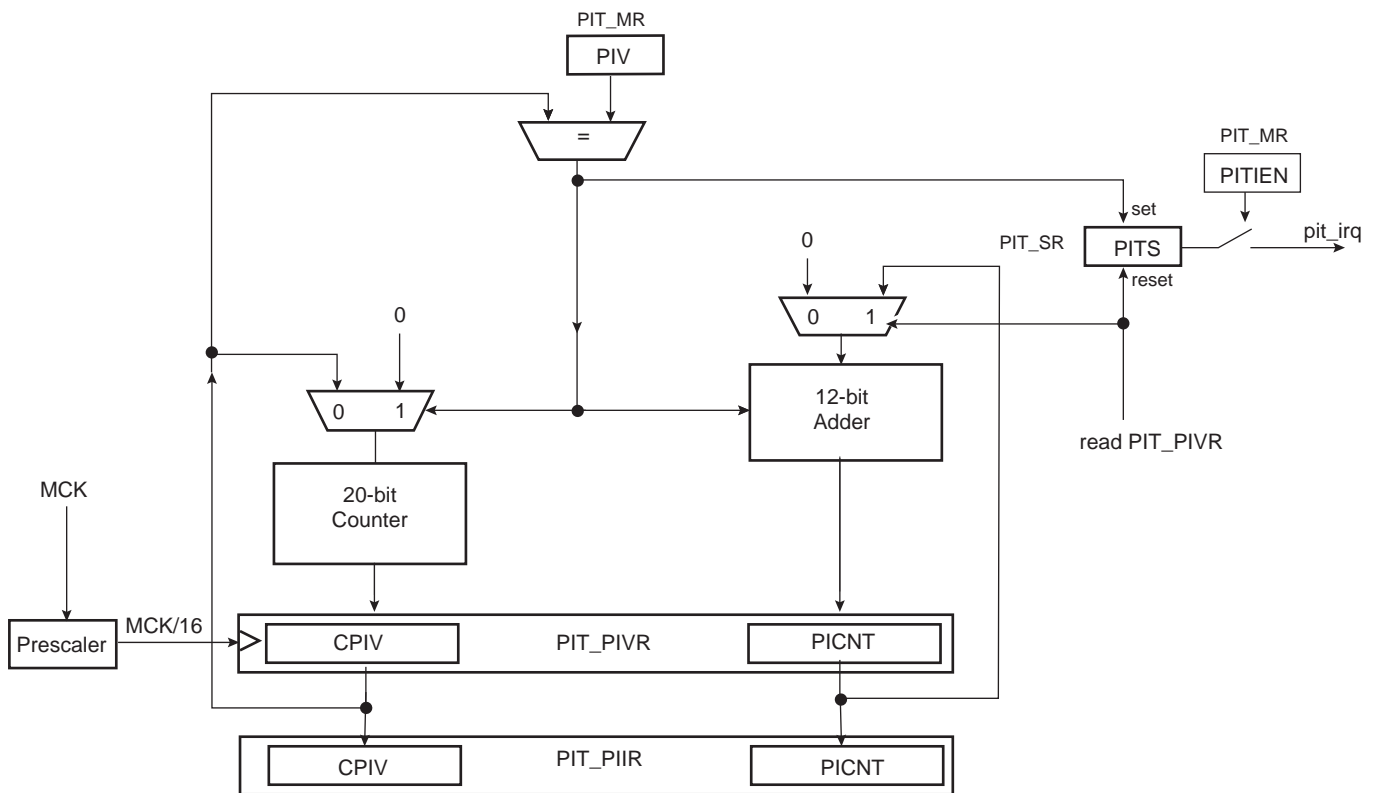 PIT_MR
PIV
=
PIT_MR
PITIEN
set
0
PIT_SR
PITS
pit_irq
reset
0
0 1
0 1
12-bit
Adder
read PIT_PIVR
MCK
20-bit
Counter
MCK/16
Prescaler
CPIV
PIT_PIVR
PICNT
CPIV
PIT_PIIR
PICNT